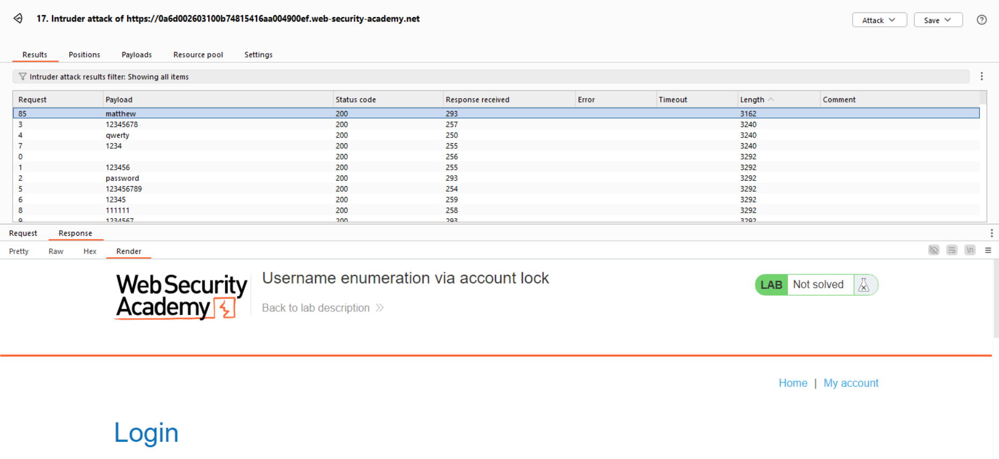 17. Intruder attack of https://0a6d002603100b74815416aa004900ef.web-security-academy.net
Attack Save
Results Positions Payloads Resource pool Settings
Intruder attack results filter: Showing all items
Request Payload Status code Response received Error Timeout Length Comment
85 matthew 200 293 3162
3 12345678 200 257 3240
4 qwerty 200 250 3240
7 1234 200 255 3240
0 200 256 3292
1 123456 200 255 3292
2 password 200 293 3292
5 123456789 200 254 3292
6 12345 200 259 3292
8 111111 200 258 3292
9 1234567 200 293 3292
Request Response
Pretty Raw Hex Render
\n
Web Security
Academy
Username enumeration via account lock
Back to lab description
LAB Not solved
Home | My account
Login